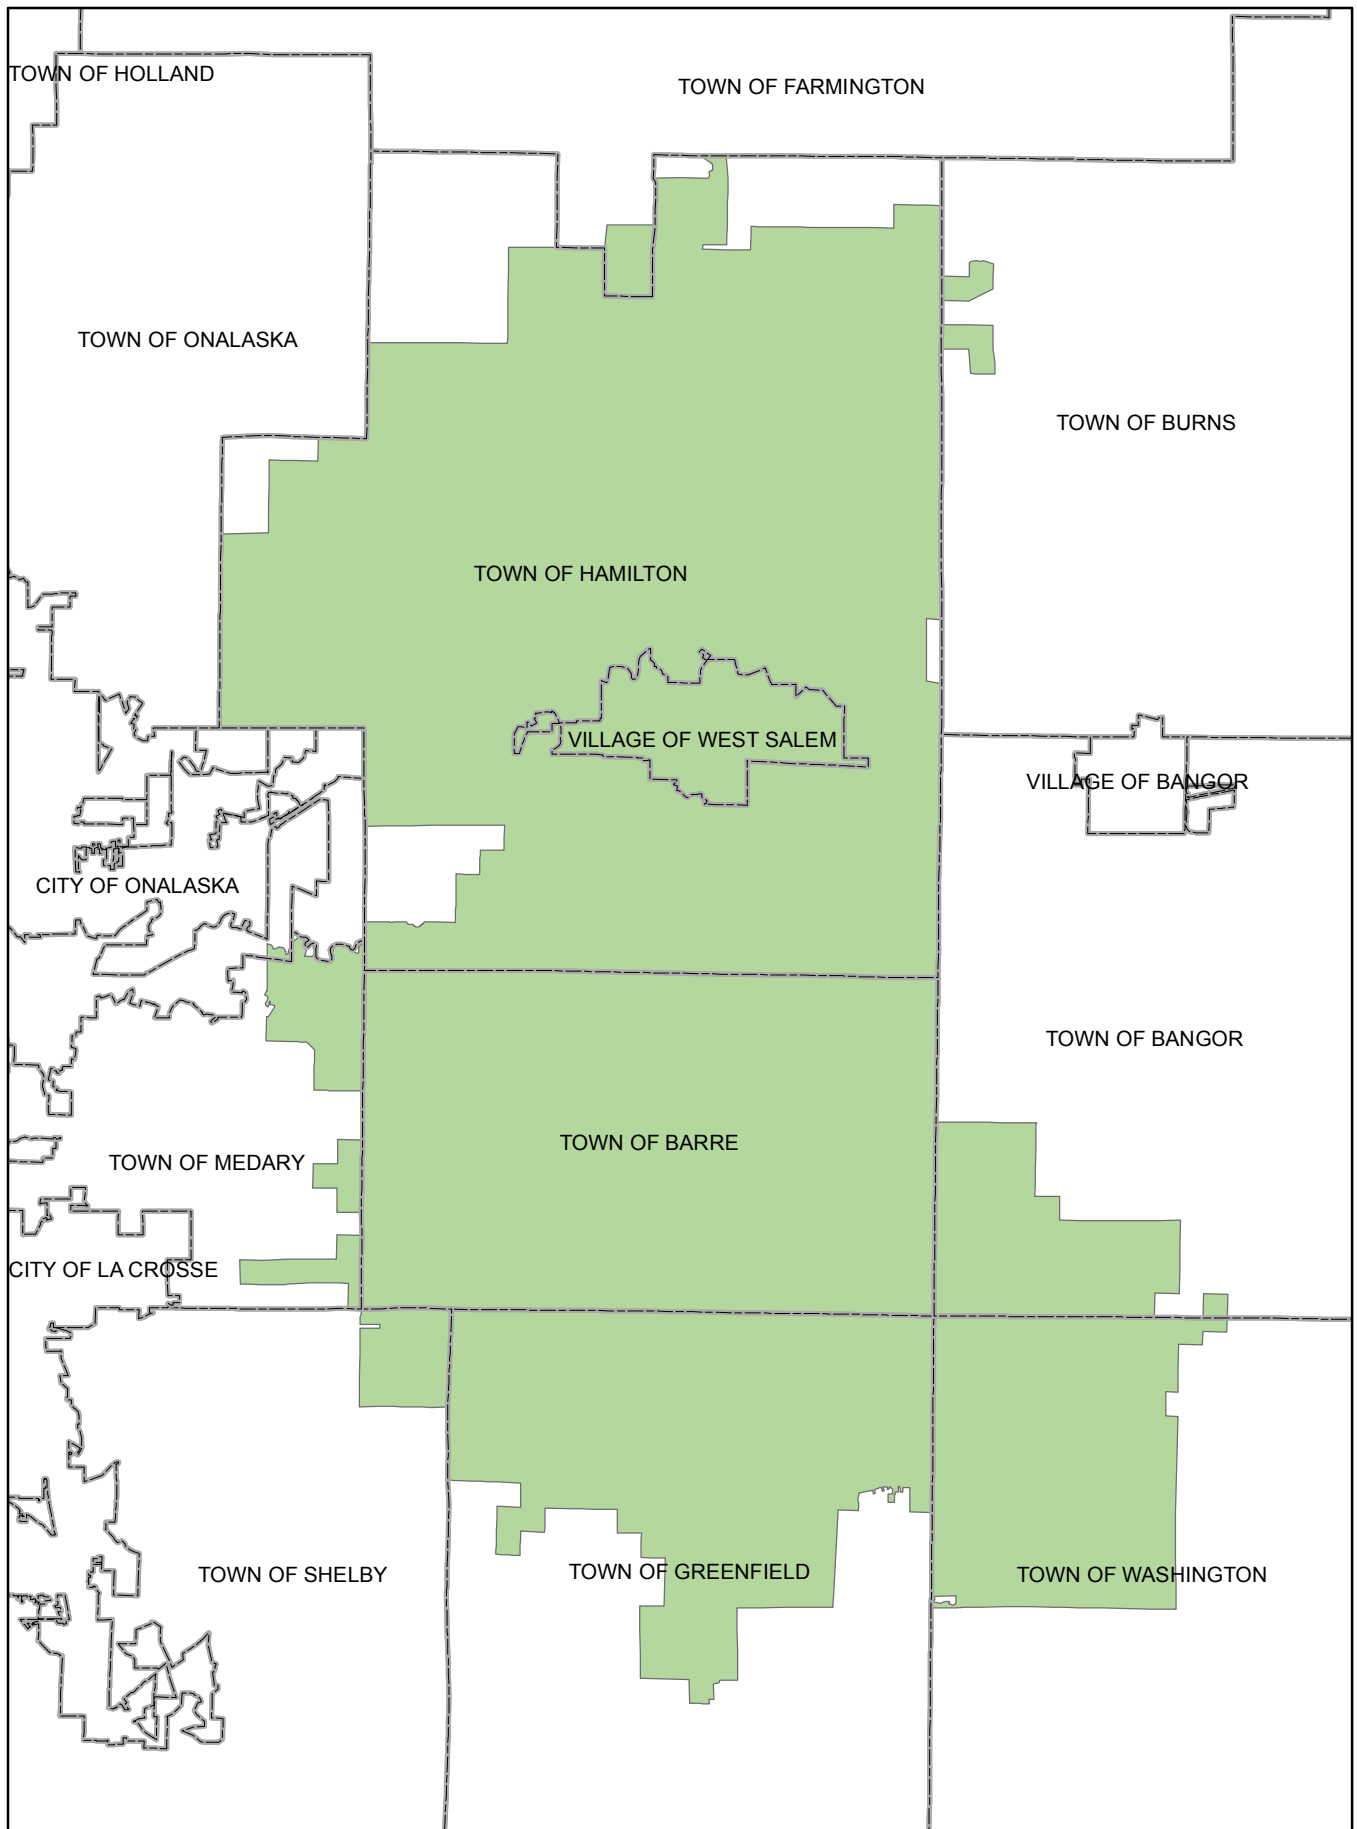 TOWN OF HOLLAND
TOWN OF FARMINGTON
TOWN OF ONALASKA
TOWN OF BURNS
TOWN OF HAMILTON
VILLAGE OF WEST SALEM
VILLAGE OF BANGOR
CITY OF ONALASKA
TOWN OF BANGOR
TOWN OF BARRE
TOWN OF MEDARY
CITY OF LA CROSSE
TOWN OF SHELBY
TOWN OF GREENFIELD
TOWN OF WASHINGTON